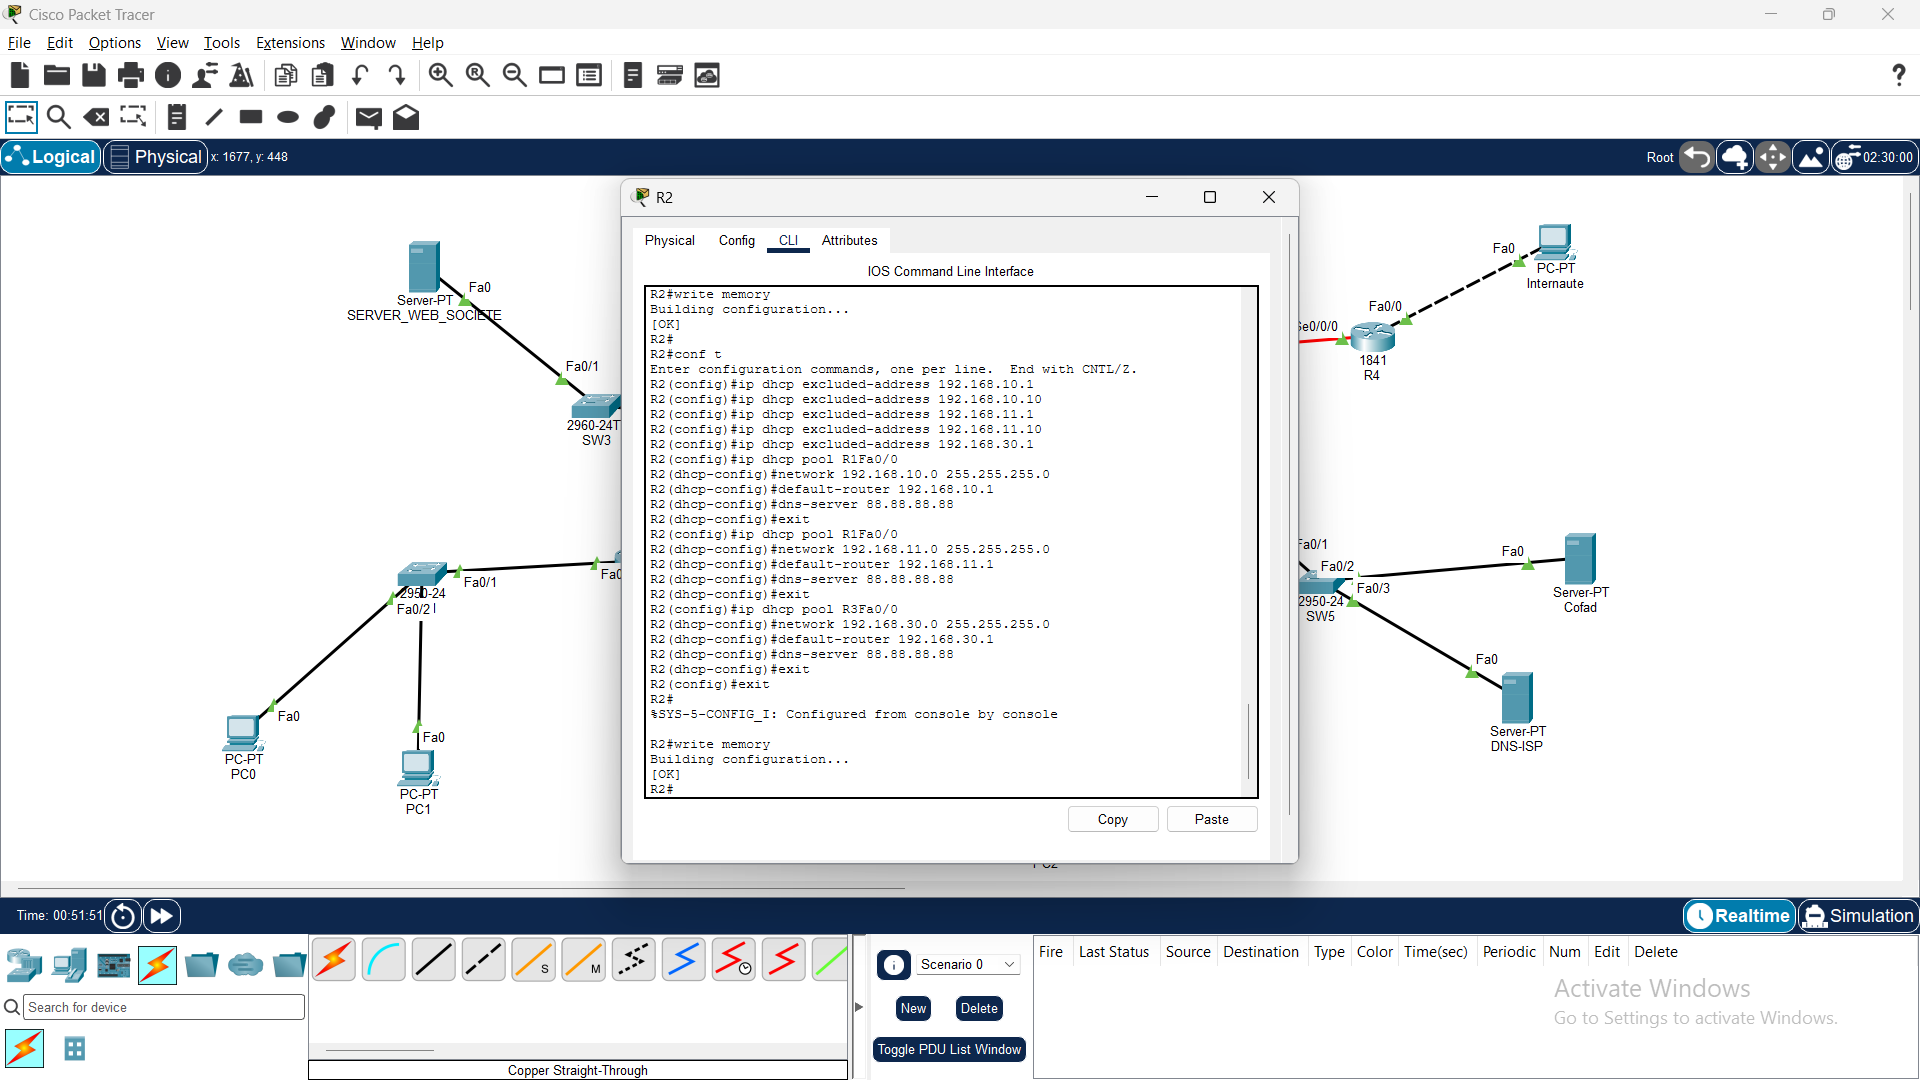 Cisco Packet Tracer
File Edit Options View Tools Extensions Window Help
Logical Physical x: 1677, y: 448
Root 02:30:00
Fa0
Server-PT
SERVER_WEB_SOCIETE
Fa0/1
2960-24T
SW3
2950-24
Fa0/1
Fa0/2
Fa0
PC-PT
PC0
Fa0
PC-PT
PC1
R2
Physical Config CLI Attributes
IOS Command Line Interface
R2#write memory
Building configuration...
[OK]
R2#
R2#conf t
Enter configuration commands, one per line. End with CNTL/Z.
R2(config)#ip dhcp excluded-address 192.168.10.1
R2(config)#ip dhcp excluded-address 192.168.10.10
R2(config)#ip dhcp excluded-address 192.168.11.1
R2(config)#ip dhcp excluded-address 192.168.11.10
R2(config)#ip dhcp excluded-address 192.168.30.1
R2(config)#ip dhcp pool R1Fa0/0
R2(dhcp-config)#network 192.168.10.0 255.255.255.0
R2(dhcp-config)#default-router 192.168.10.1
R2(dhcp-config)#dns-server 88.88.88.88
R2(dhcp-config)#exit
R2(config)#ip dhcp pool R1Fa0/0
R2(dhcp-config)#network 192.168.11.0 255.255.255.0
R2(dhcp-config)#default-router 192.168.11.1
R2(dhcp-config)#dns-server 88.88.88.88
R2(dhcp-config)#exit
R2(config)#ip dhcp pool R3Fa0/0
R2(dhcp-config)#network 192.168.30.0 255.255.255.0
R2(dhcp-config)#default-router 192.168.30.1
R2(dhcp-config)#dns-server 88.88.88.88
R2(dhcp-config)#exit
R2(config)#exit
R2#
%SYS-5-CONFIG_I: Configured from console by console
R2#write memory
Building configuration...
[OK]
R2#
Copy Paste
Fa0
PC-PT
Internaute
Fa0/0
Se0/0/0
1841
R4
Fa0/1
Fa0/2
Fa0/3
2950-24
SW5
Fa0
Server-PT
Cofad
Fa0
Server-PT
DNS-ISP
Time: 00:51:51
Realtime Simulation
Search for device
S
M
Copper Straight-Through
Scenario 0
New Delete
Toggle PDU List Window
Fire Last Status Source Destination Type Color Time(sec) Periodic Num Edit Delete
Activate Windows
Go to Settings to activate Windows.